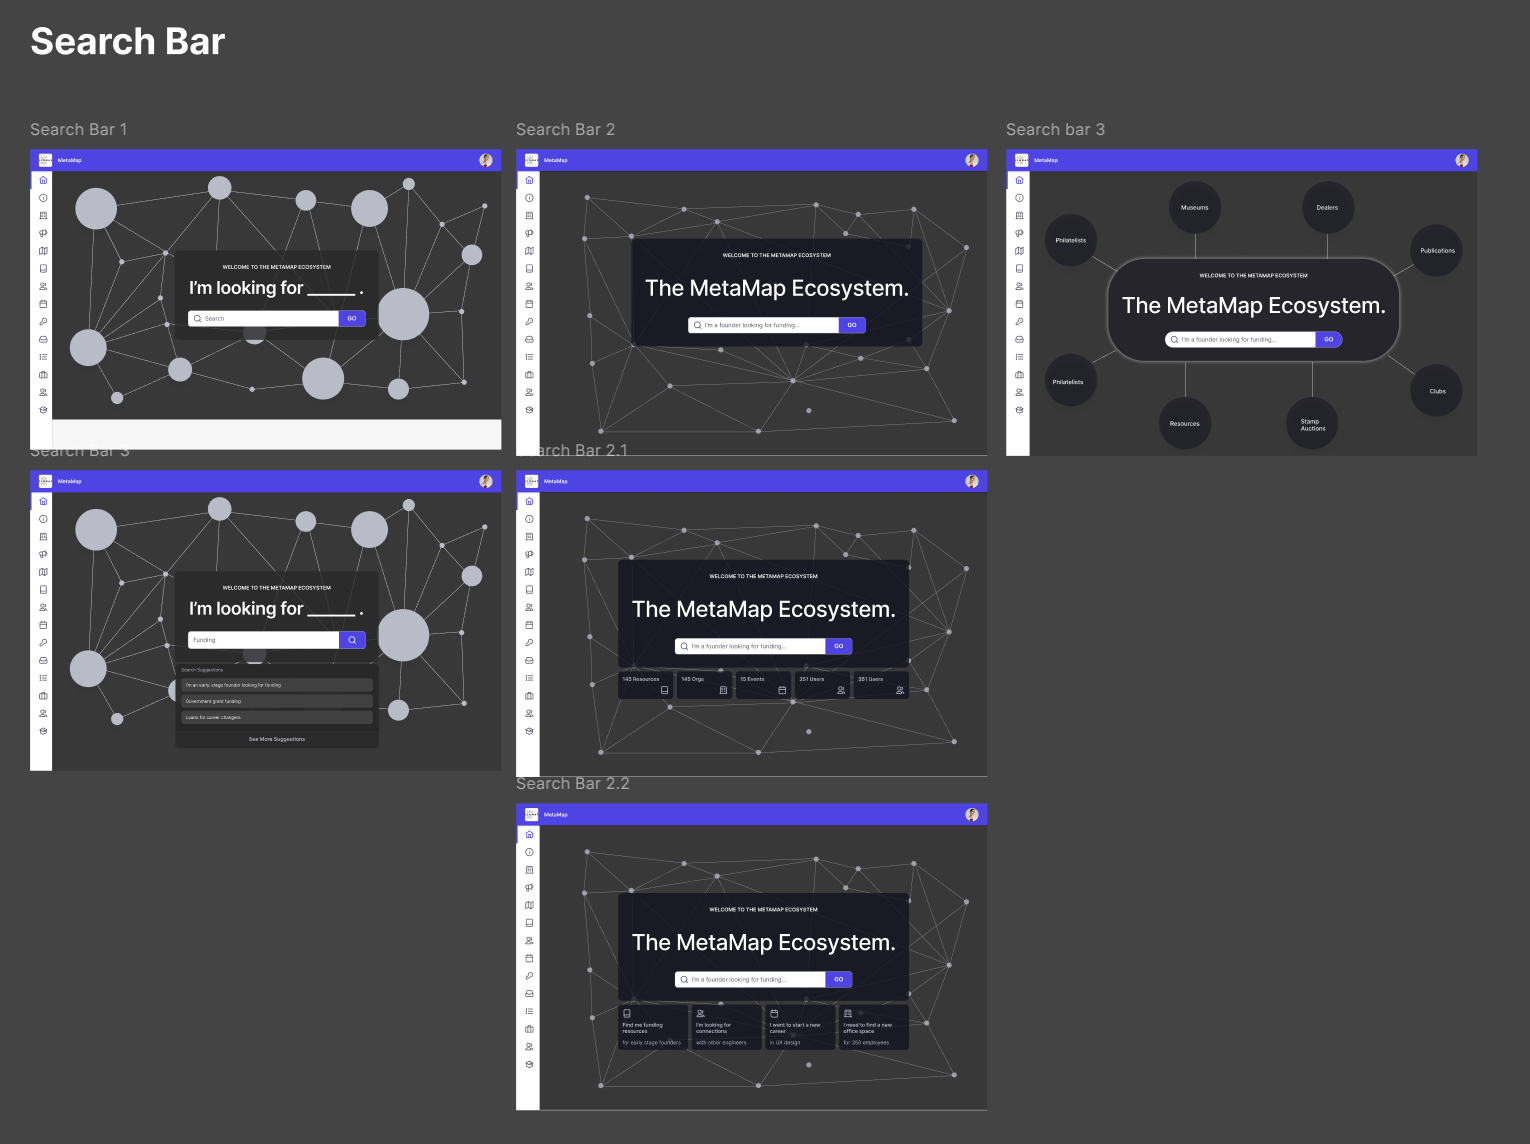 Search Bar
Search Bar 1
MetaMap
WELCOME TO THE METAMAP ECOSYSTEM
I'm looking for _____ .
Search
GO
Search Bar 2
MetaMap
WELCOME TO THE METAMAP ECOSYSTEM
The MetaMap Ecosystem.
I'm a founder looking for funding...
GO
Search bar 3
MetaMap
Museums
Dealers
Philatelists
Publications
WELCOME TO THE METAMAP ECOSYSTEM
The MetaMap Ecosystem.
I'm a founder looking for funding...
GO
Philatelists
Clubs
Resources
Stamp
Auctions
Search Bar 3
MetaMap
WELCOME TO THE METAMAP ECOSYSTEM
I'm looking for _____ .
Funding
Search Suggestions
I'm an early-stage founder looking for funding
Government grant funding
Loans for career changers
See More Suggestions
Search Bar 2.1
MetaMap
WELCOME TO THE METAMAP ECOSYSTEM
The MetaMap Ecosystem.
I'm a founder looking for funding...
GO
145 Resources
145 Orgs
15 Events
351 Users
351 Users
Search Bar 2.2
MetaMap
WELCOME TO THE METAMAP ECOSYSTEM
The MetaMap Ecosystem.
I'm a founder looking for funding...
GO
Find me funding
resources
for early stage founders
I'm looking for
connections
with other engineers
I want to start a new
career
in UX design
I need to find a new
office space
for 350 employees